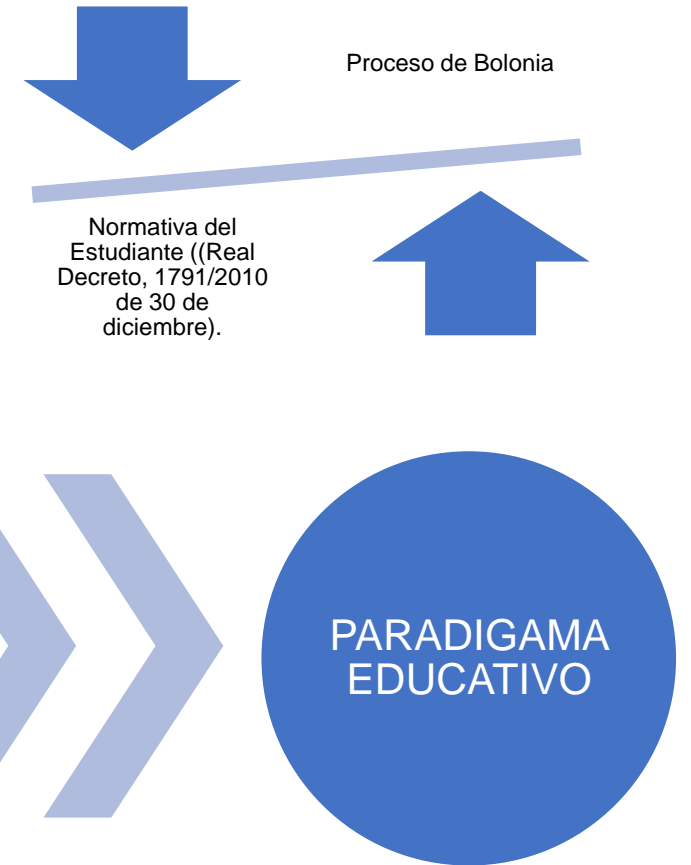 Proceso de Bolonia
Normativa del
Estudiante ((Real
Decreto, 1791/2010
de 30 de
diciembre).
PARADIGAMA
EDUCATIVO